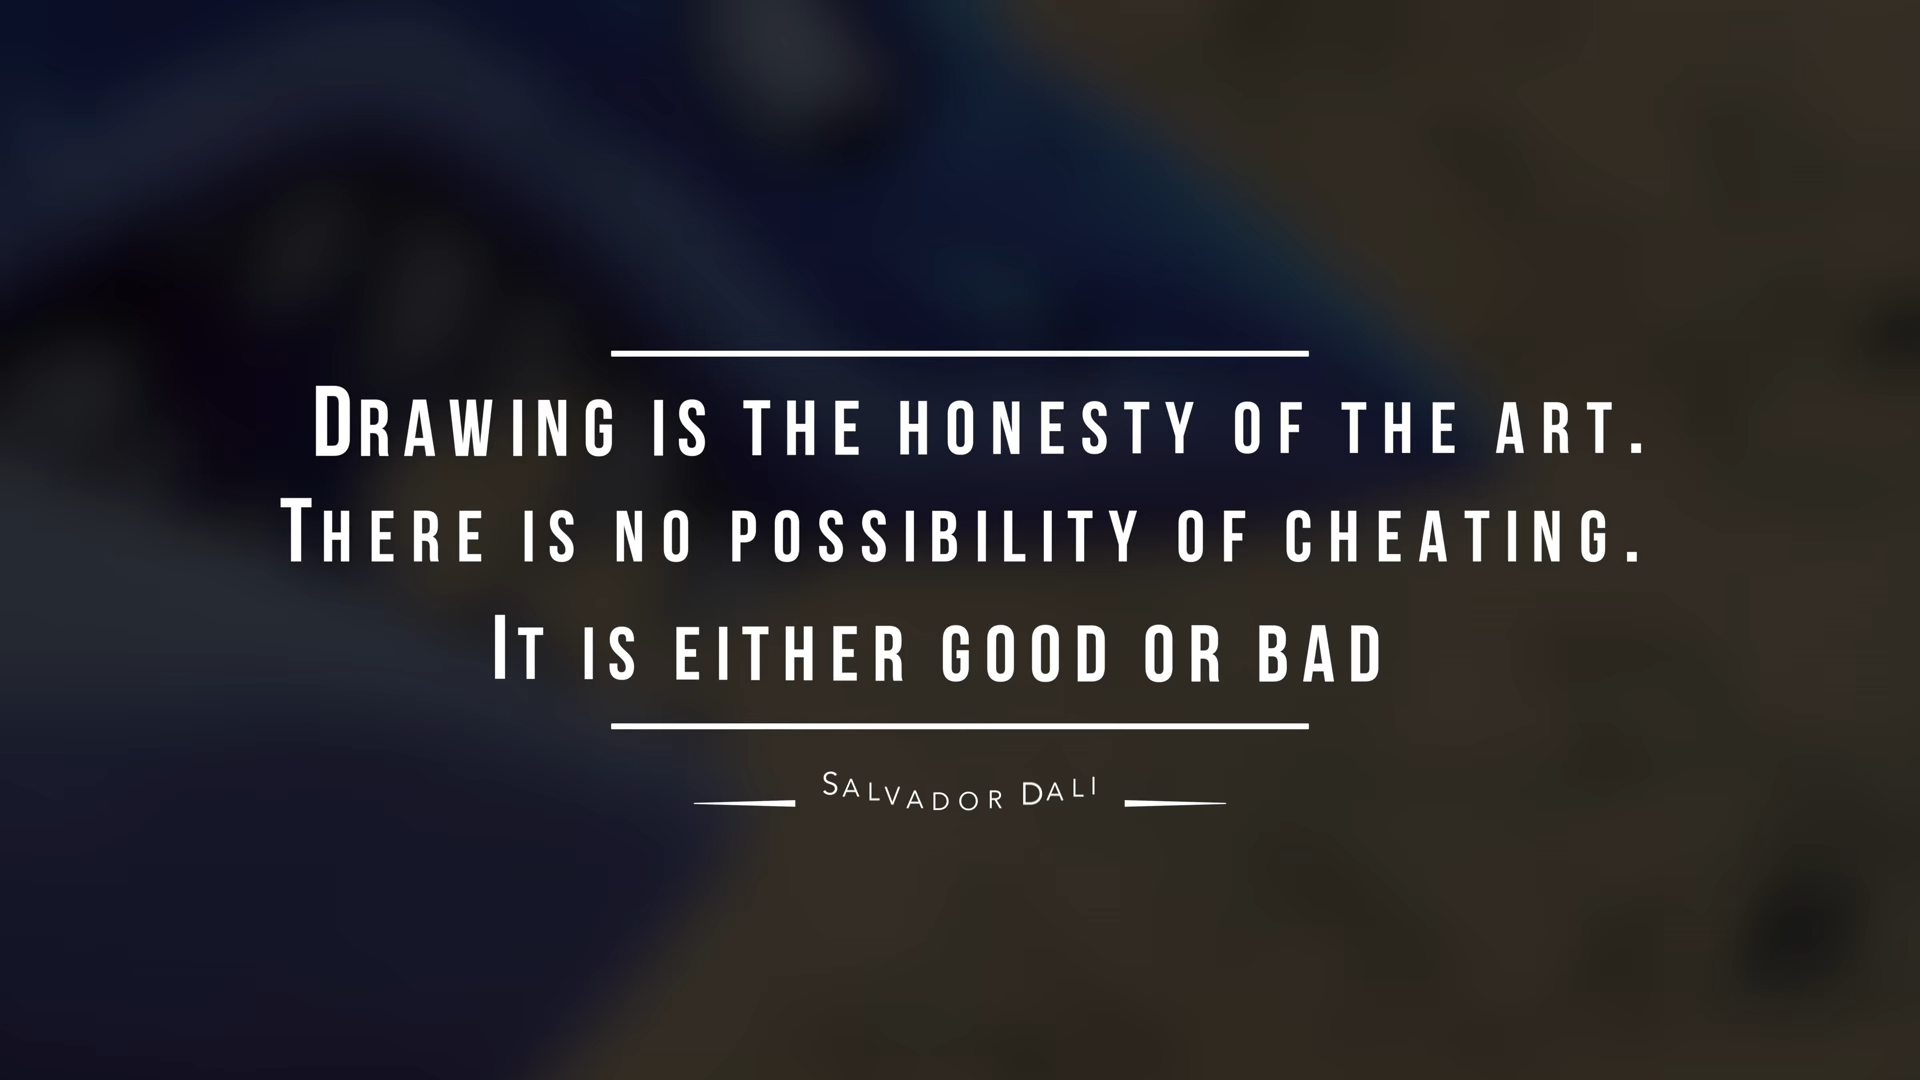 Drawing is the honesty of the art.
There is no possibility of cheating.
It is either good or bad
Salvador Dali